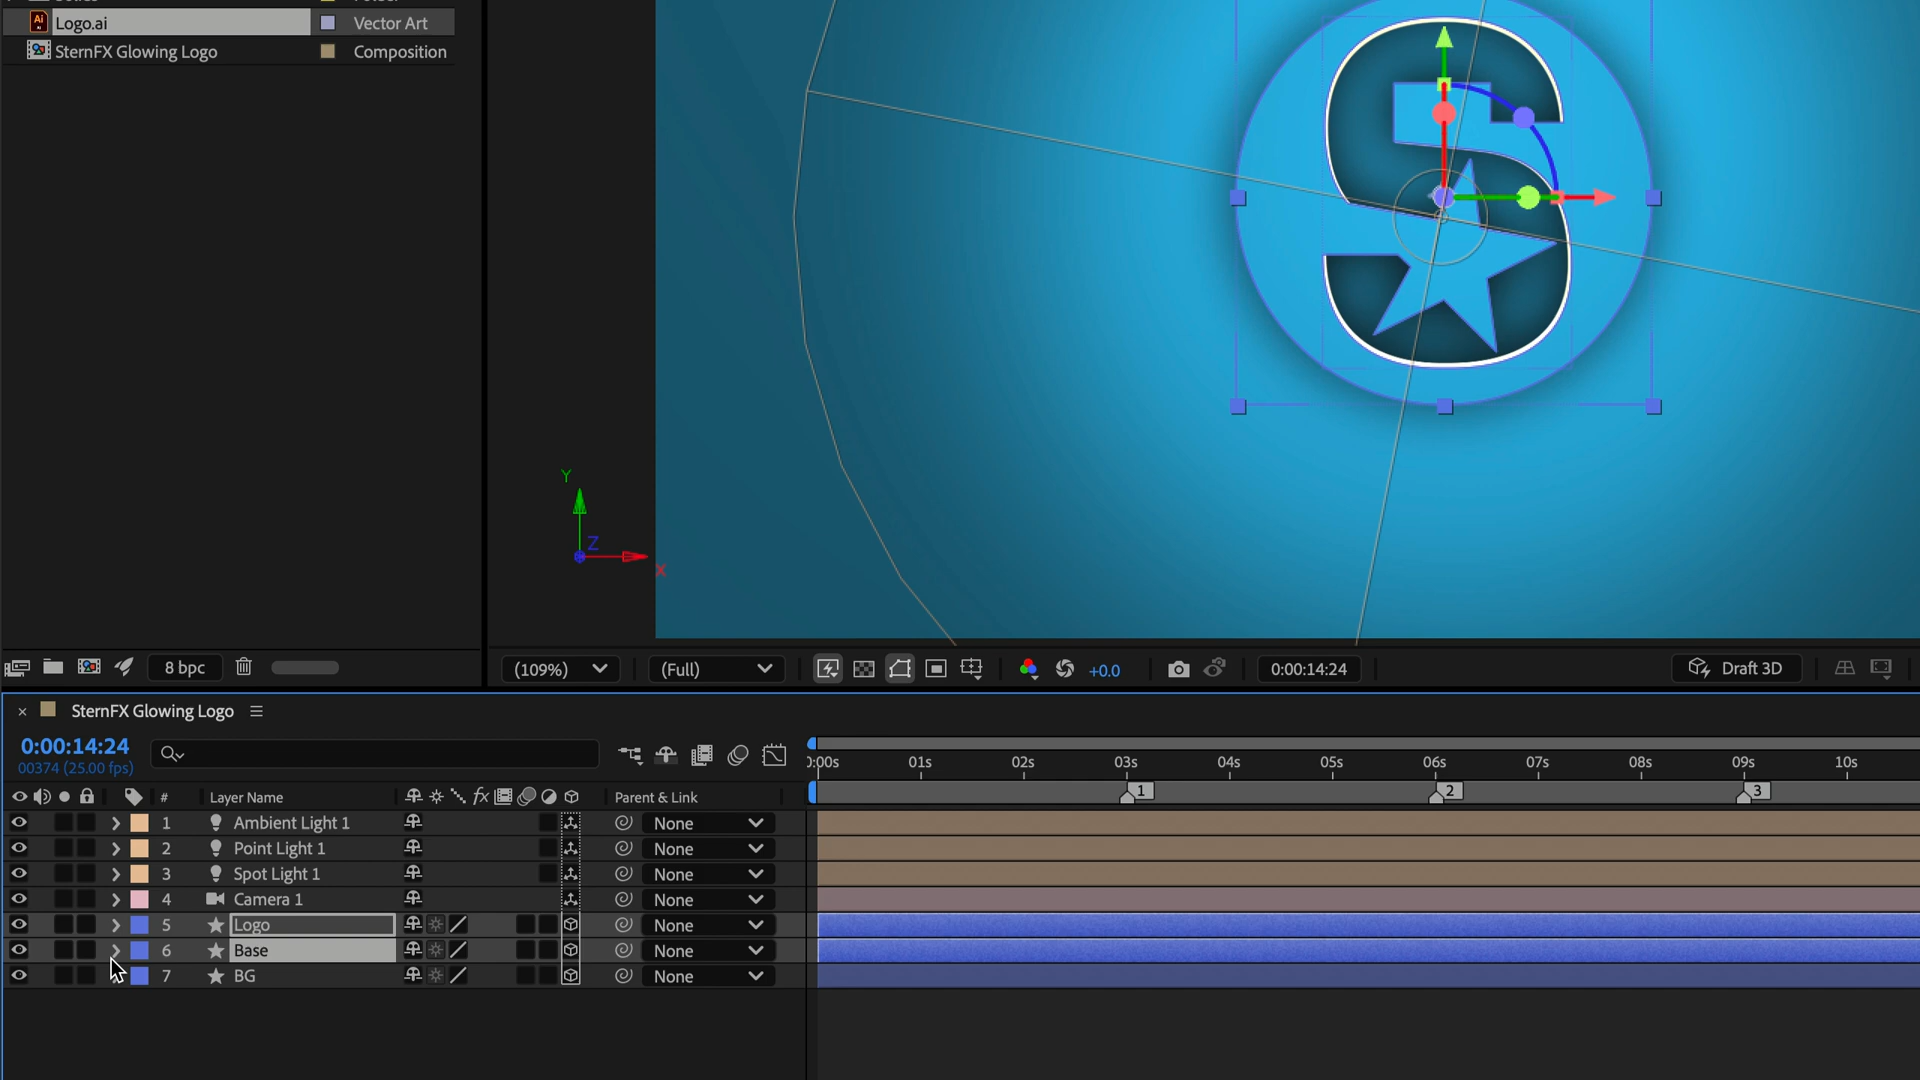 Logo.ai Vector Art
SternFX Glowing Logo Composition
S
Y
Z
X
8 bpc
(109%)
(Full)
+0.0
0:00:14:24
Draft 3D
× SternFX Glowing Logo
0:00:14:24
00374 (25.00 fps)
:00s 01s 02s 03s 04s 05s 06s 07s 08s 09s 10s
1 2 3
# Layer Name fx Parent & Link
1 Ambient Light 1 None
2 Point Light 1 None
3 Spot Light 1 None
4 Camera 1 None
5 Logo None
6 Base None
7 BG None